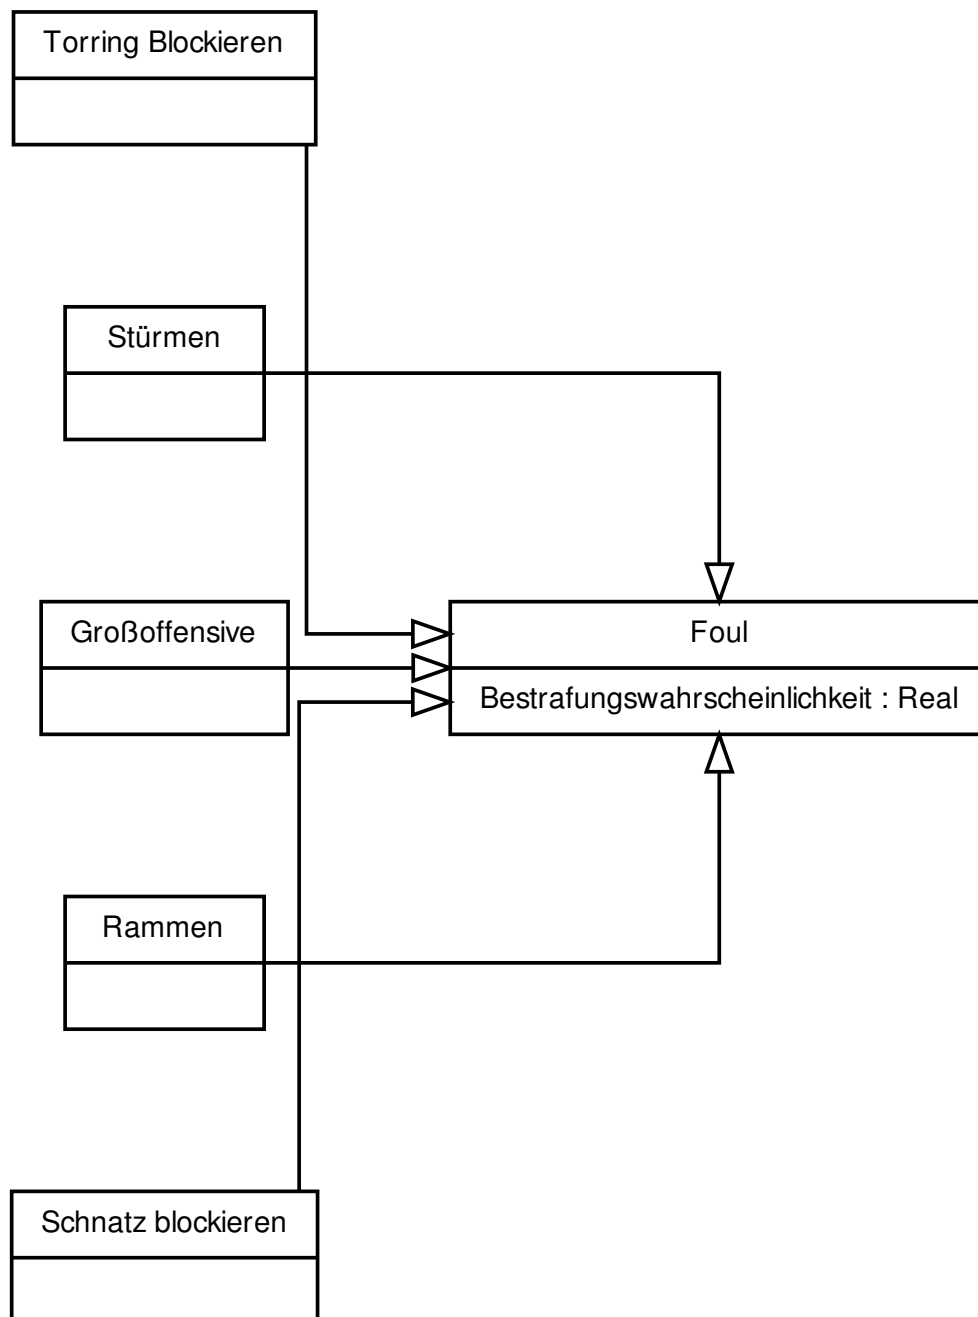 Torring Blockieren
Stürmen
Großoffensive
Foul
Bestrafungswahrscheinlichkeit : Real
Rammen
Schnatz blockieren